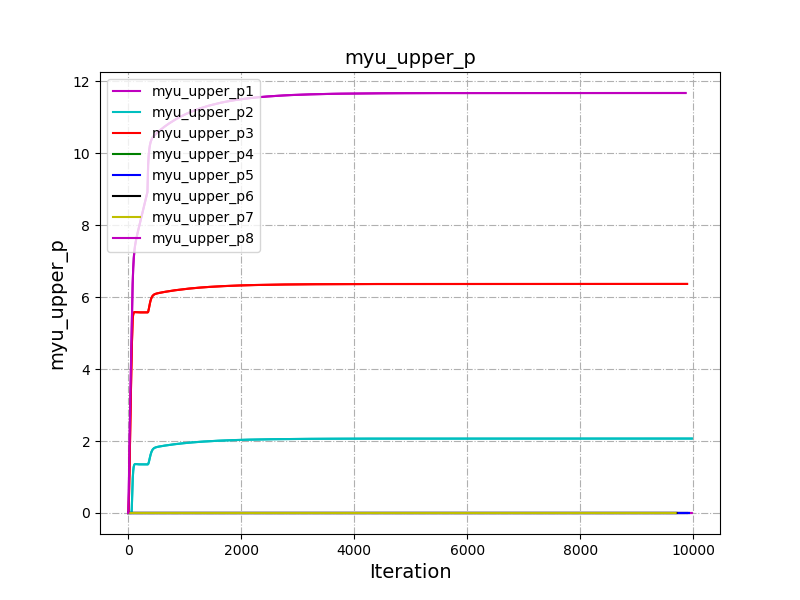 myu_upper_p
12
10
8
6
4
2
0
myu_upper_p
myu_upper_p1
myu_upper_p2
myu_upper_p3
myu_upper_p4
myu_upper_p5
myu_upper_p6
myu_upper_p7
myu_upper_p8
0 2000 4000 6000 8000 10000
Iteration